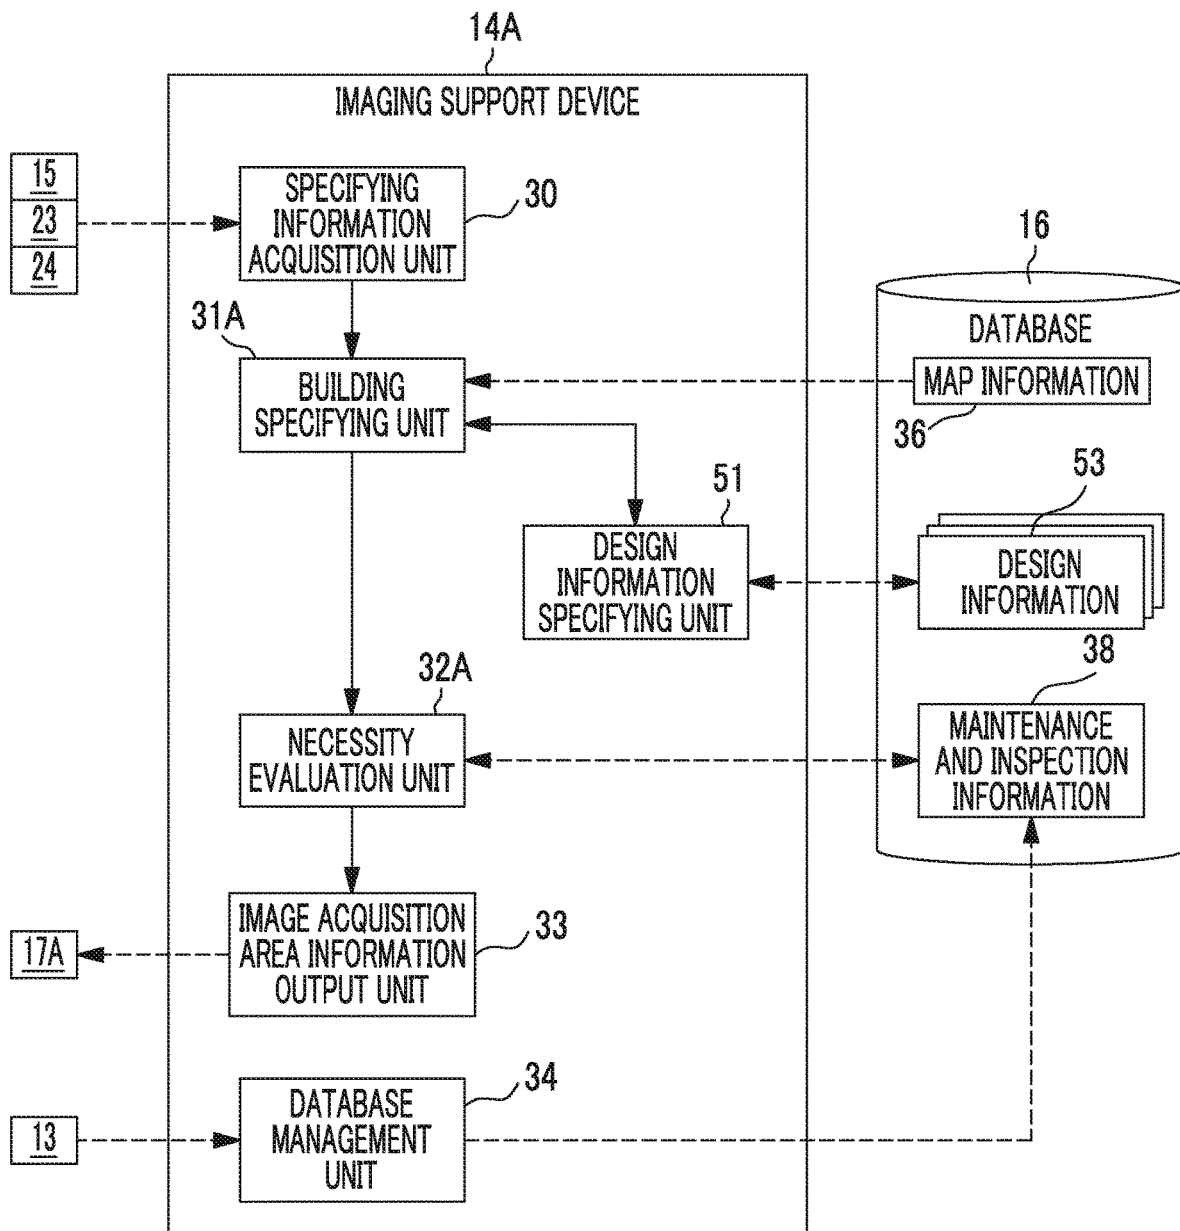 14A
IMAGING SUPPORT DEVICE
15
23
24
SPECIFYING
INFORMATION
ACQUISITION UNIT
30
16
DATABASE
31A
BUILDING
SPECIFYING UNIT
MAP INFORMATION
36
51
DESIGN
INFORMATION
SPECIFYING UNIT
53
DESIGN
INFORMATION
32A
NECESSITY
EVALUATION UNIT
38
MAINTENANCE
AND INSPECTION
INFORMATION
17A
IMAGE ACQUISITION
AREA INFORMATION
OUTPUT UNIT
33
13
DATABASE
MANAGEMENT
UNIT
34